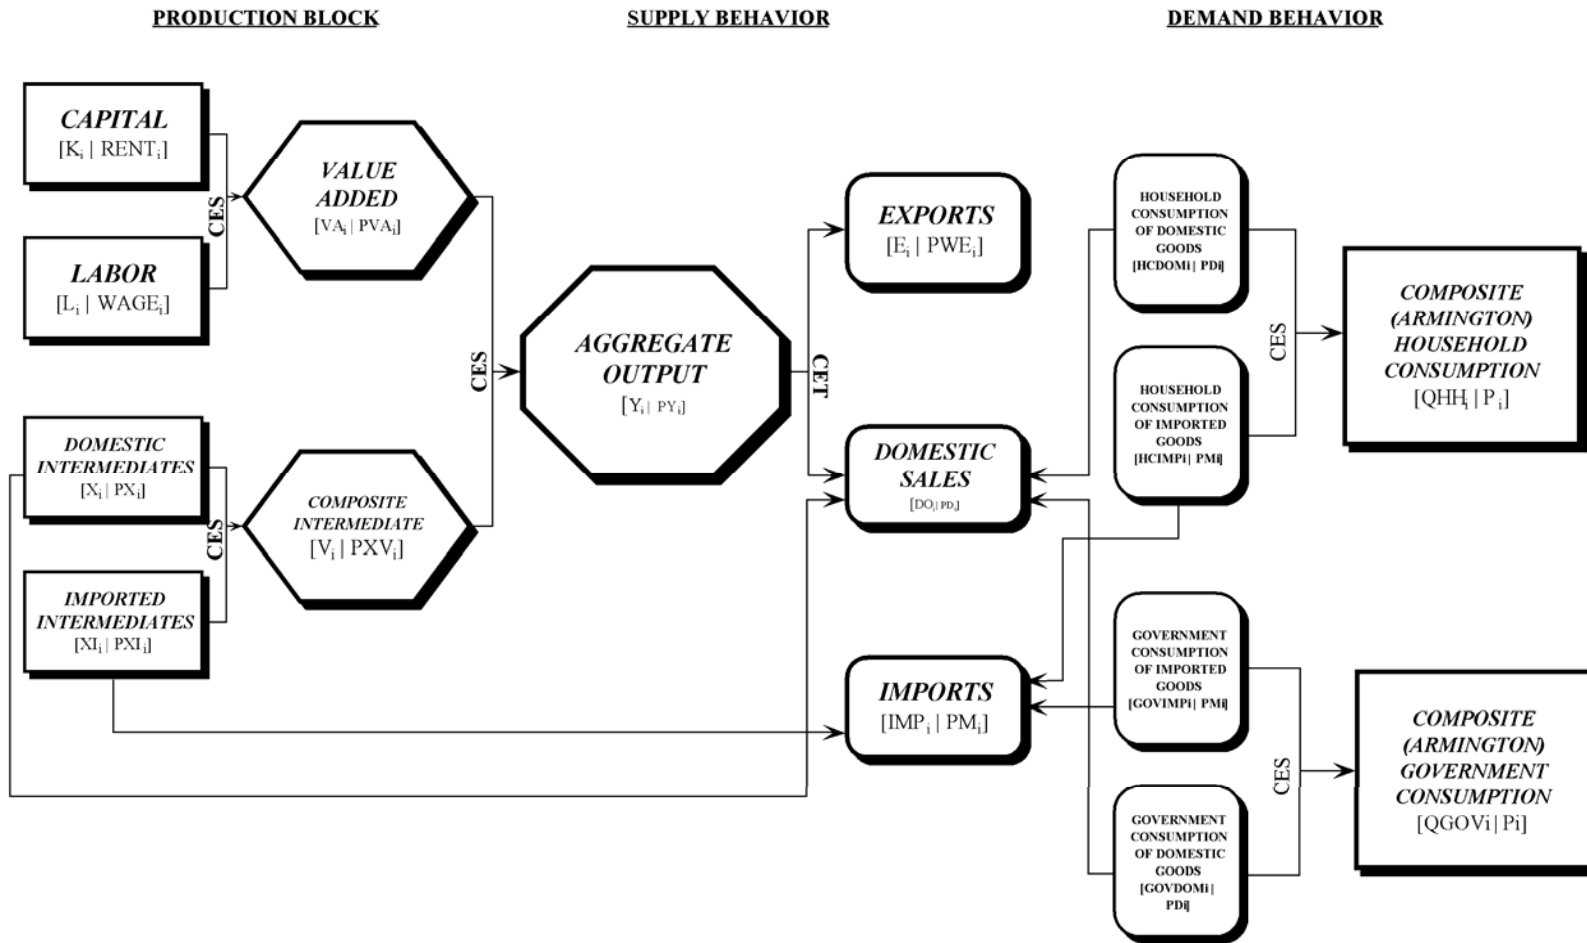 PRODUCTION BLOCK
SUPPLY BEHAVIOR
DEMAND BEHAVIOR
CAPITAL
[Ki | RENTi]
CES
LABOR
[Li | WAGEi]
VALUE
ADDED
[VAi | PVAi]
DOMESTIC
INTERMEDIATES
[Xi | PXi]
CES
IMPORTED
INTERMEDIATES
[XIi | PXIi]
COMPOSITE
INTERMEDIATE
[Vi | PXVi]
CES
AGGREGATE
OUTPUT
[Yi | PYi]
CET
EXPORTS
[Ei | PWEi]
DOMESTIC
SALES
[DOi | PDi]
IMPORTS
[IMPi | PMi]
HOUSEHOLD
CONSUMPTION
OF DOMESTIC
GOODS
[HCDOMi | PDi]
HOUSEHOLD
CONSUMPTION
OF IMPORTED
GOODS
[HCIMPi | PMi]
CES
COMPOSITE
(ARMINGTON)
HOUSEHOLD
CONSUMPTION
[QHHi | Pi]
GOVERNMENT
CONSUMPTION
OF IMPORTED
GOODS
[GOVIMPi | PMi]
GOVERNMENT
CONSUMPTION
OF DOMESTIC
GOODS
[GOVDOMi |
PDi]
CES
COMPOSITE
(ARMINGTON)
GOVERNMENT
CONSUMPTION
[QGOVi | Pi]